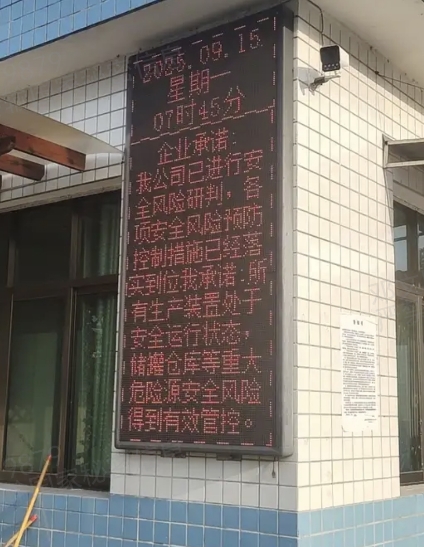 2025.09.15
星期一
07时45分
企业承诺:
我公司已进行安
全风险研判，各
项安全风险预防
控制措施已经落
实到位我承诺:所
有生产装置处于
安全运行状态，
储罐仓库等重大
危险源安全风险
得到有效管控。